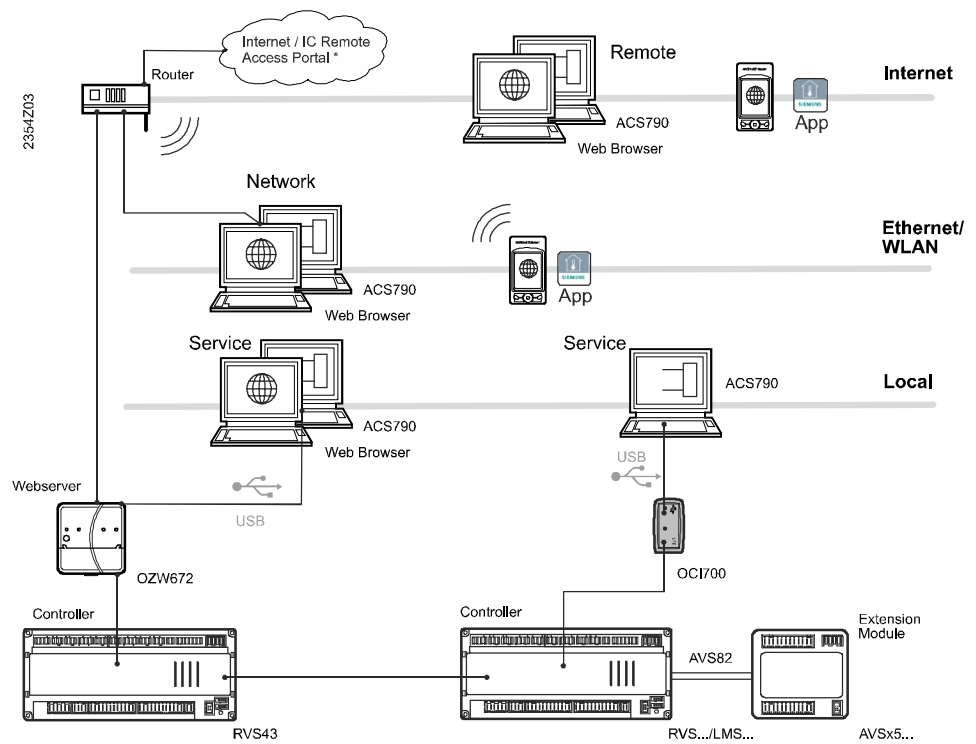 Internet / IC Remote
Access Portal *
Router
2354Z03
Remote
Internet
SIEMENS
ACS790
App
Web Browser
Network
Ethernet/
WLAN
SIEMENS
ACS790
App
Web Browser
Service
Service
ACS790
Local
ACS790
Web Browser
USB
Webserver
USB
OZW672
OCI700
Controller
Controller
Extension
Module
AVS82
RVS43
RVS.../LMS...
AVSx5...